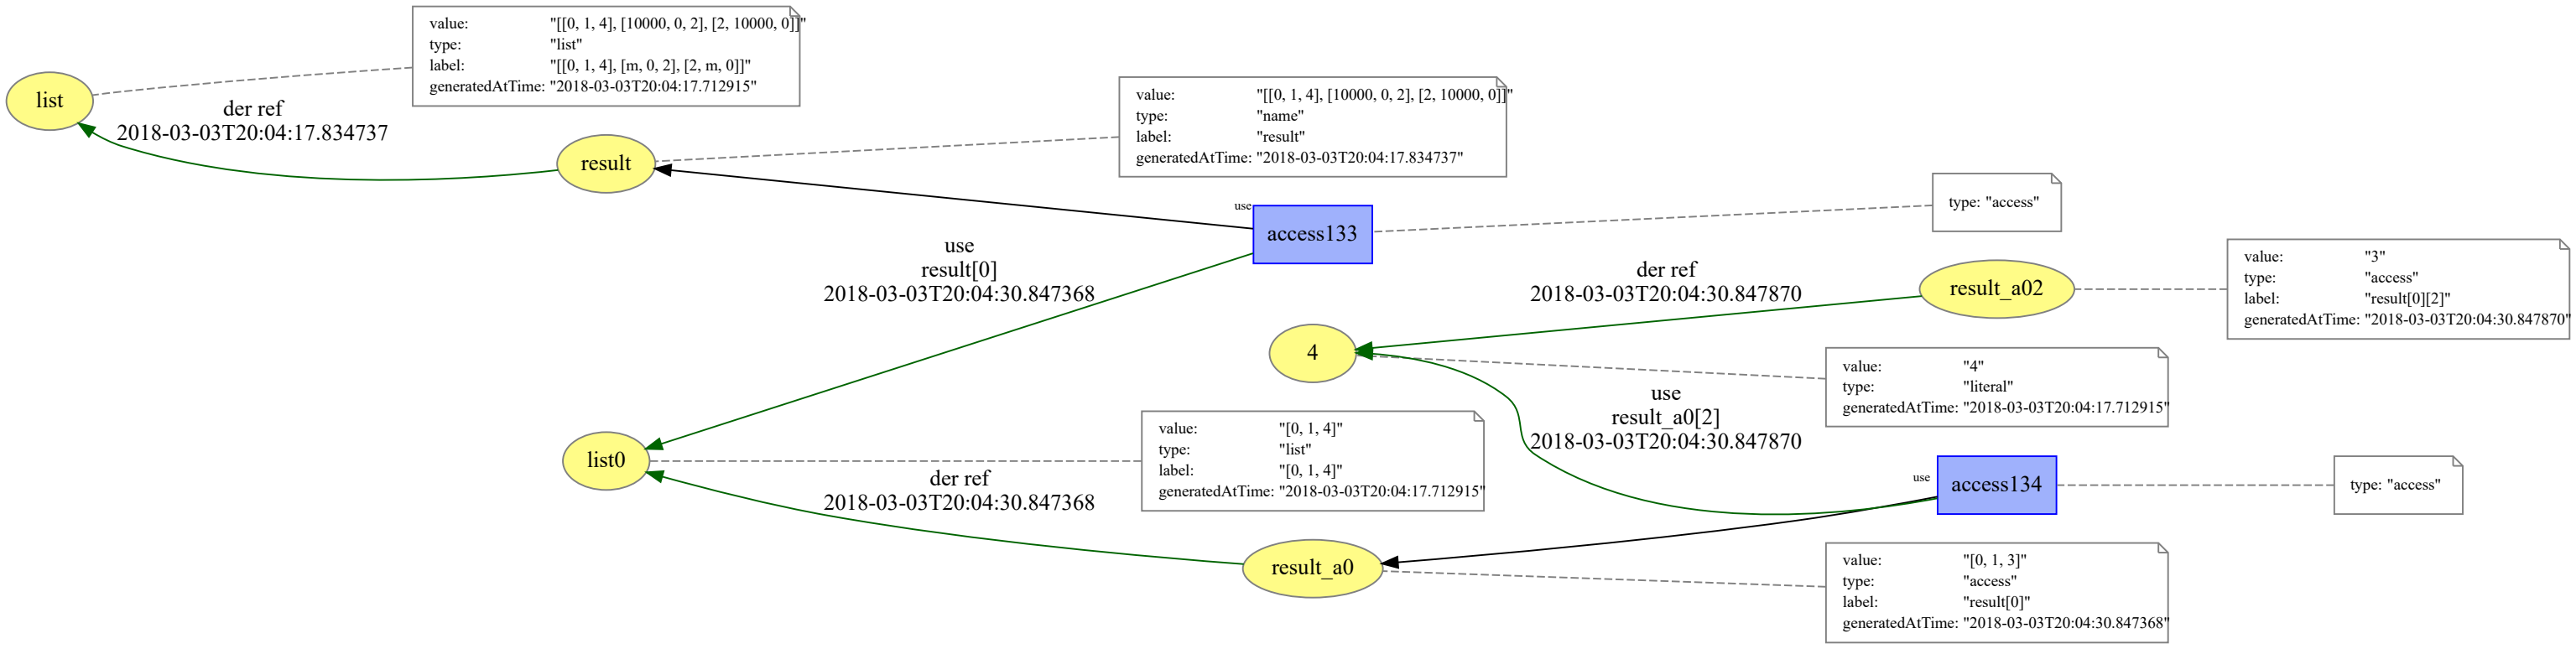 value: "[[0, 1, 4], [10000, 0, 2], [2, 10000, 0]]"
type: "list"
label: "[[0, 1, 4], [m, 0, 2], [2, m, 0]]"
generatedAtTime: "2018-03-03T20:04:17.712915"
list
der ref
2018-03-03T20:04:17.834737
result
value: "[[0, 1, 4], [10000, 0, 2], [2, 10000, 0]]"
type: "name"
label: "result"
generatedAtTime: "2018-03-03T20:04:17.834737"
use
access133
type: "access"
use
result[0]
2018-03-03T20:04:30.847368
der ref
2018-03-03T20:04:30.847870
result_a02
value: "3"
type: "access"
label: "result[0][2]"
generatedAtTime: "2018-03-03T20:04:30.847870"
4
value: "4"
type: "literal"
generatedAtTime: "2018-03-03T20:04:17.712915"
use
result_a0[2]
2018-03-03T20:04:30.847870
list0
value: "[0, 1, 4]"
type: "list"
label: "[0, 1, 4]"
generatedAtTime: "2018-03-03T20:04:17.712915"
der ref
2018-03-03T20:04:30.847368
use
access134
type: "access"
result_a0
value: "[0, 1, 3]"
type: "access"
label: "result[0]"
generatedAtTime: "2018-03-03T20:04:30.847368"